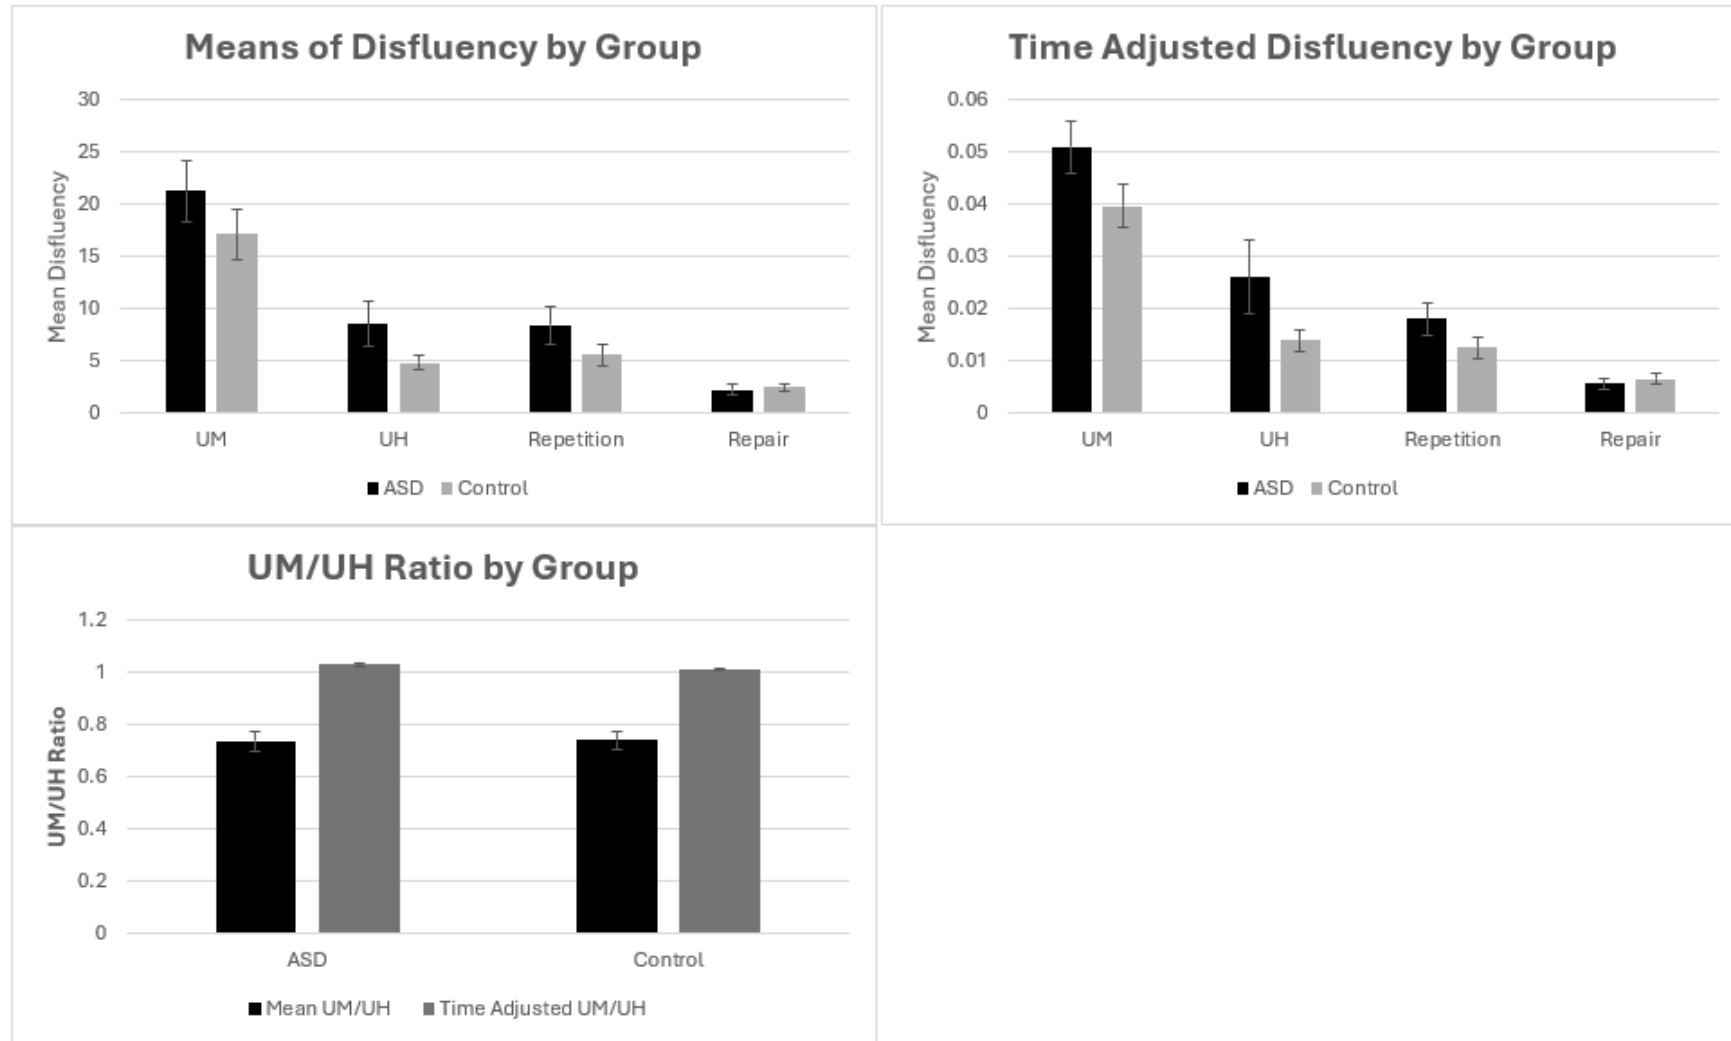 Means of Disfluency by Group
30
25
20
15
10
5
0
Mean Disfluency
UM UH Repetition Repair
ASD Control
Time Adjusted Disfluency by Group
0.06
0.05
0.04
0.03
0.02
0.01
0
Mean Disfluency
UM UH Repetition Repair
ASD Control
UM/UH Ratio by Group
1.2
1
0.8
0.6
0.4
0.2
0
UM/UH Ratio
ASD Control
Mean UM/UH Time Adjusted UM/UH